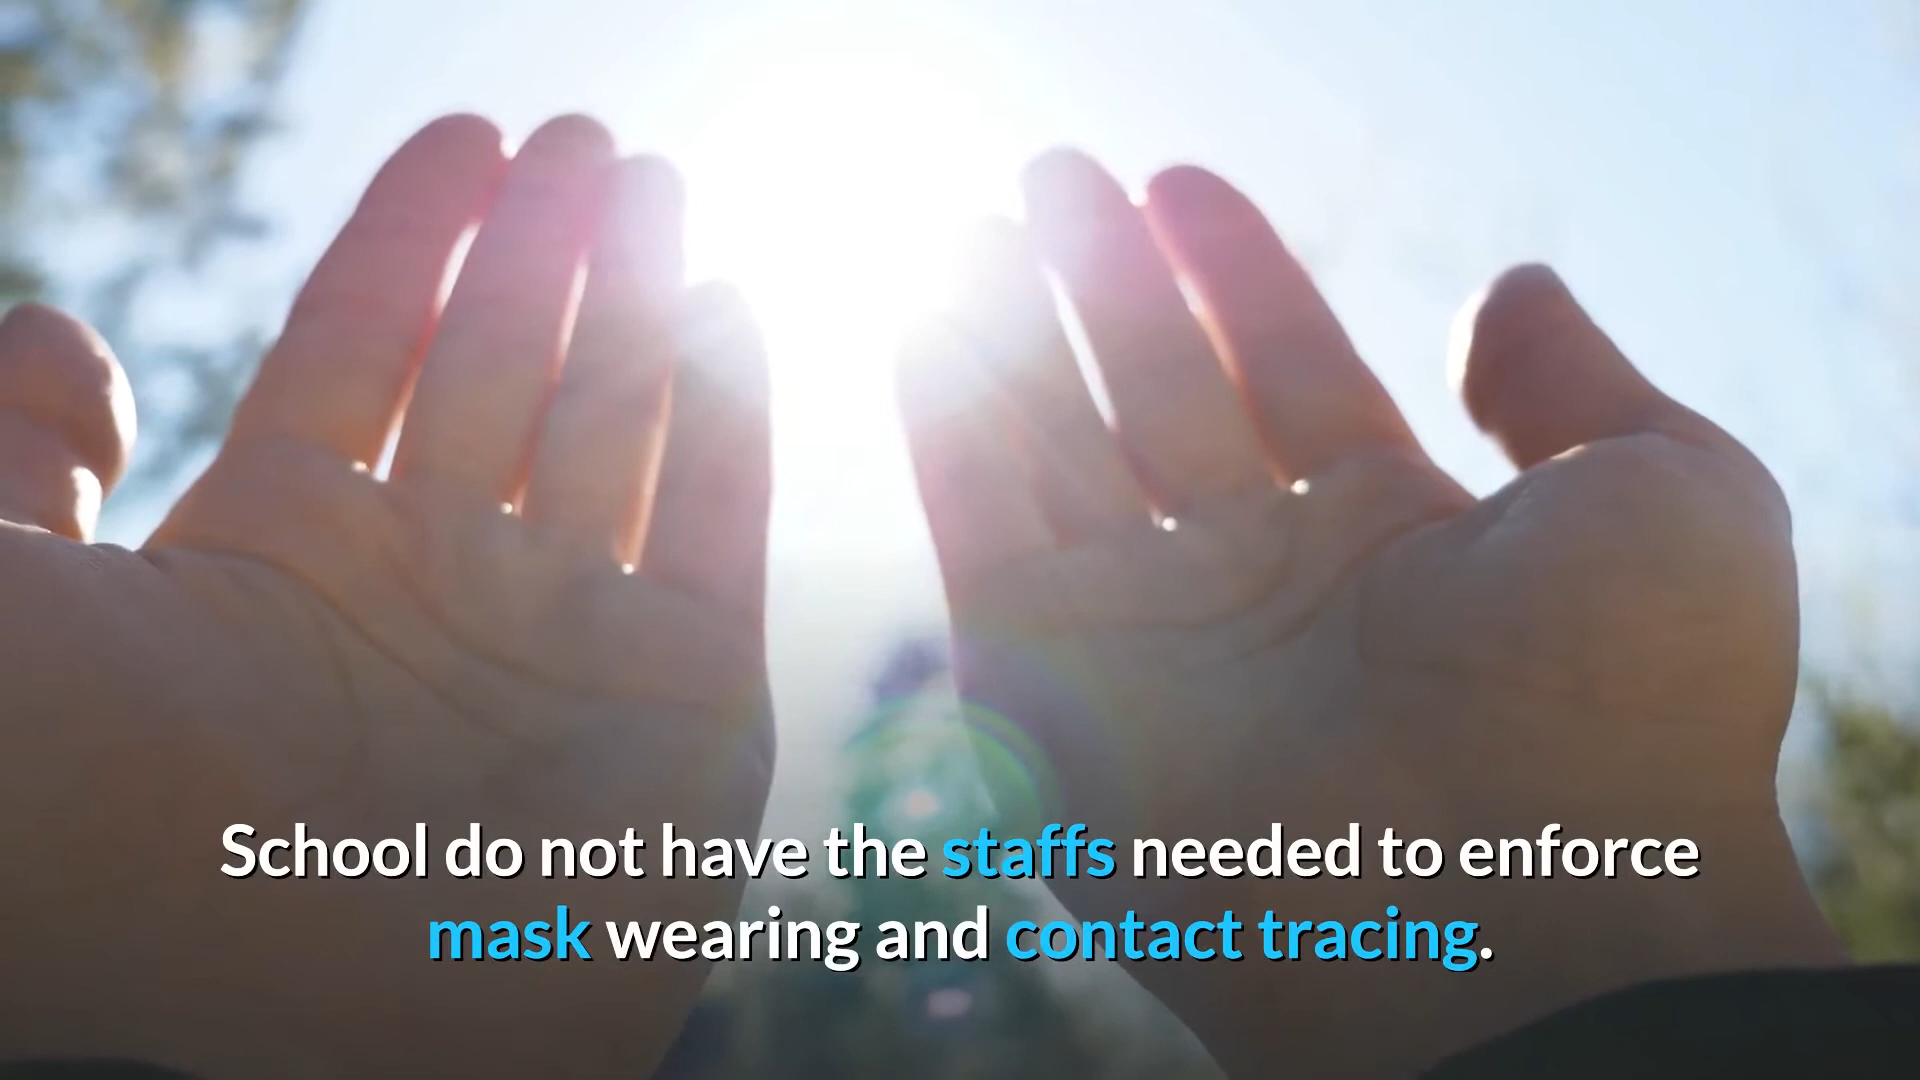 School do not have the staffs needed to enforce
mask wearing and contact tracing.